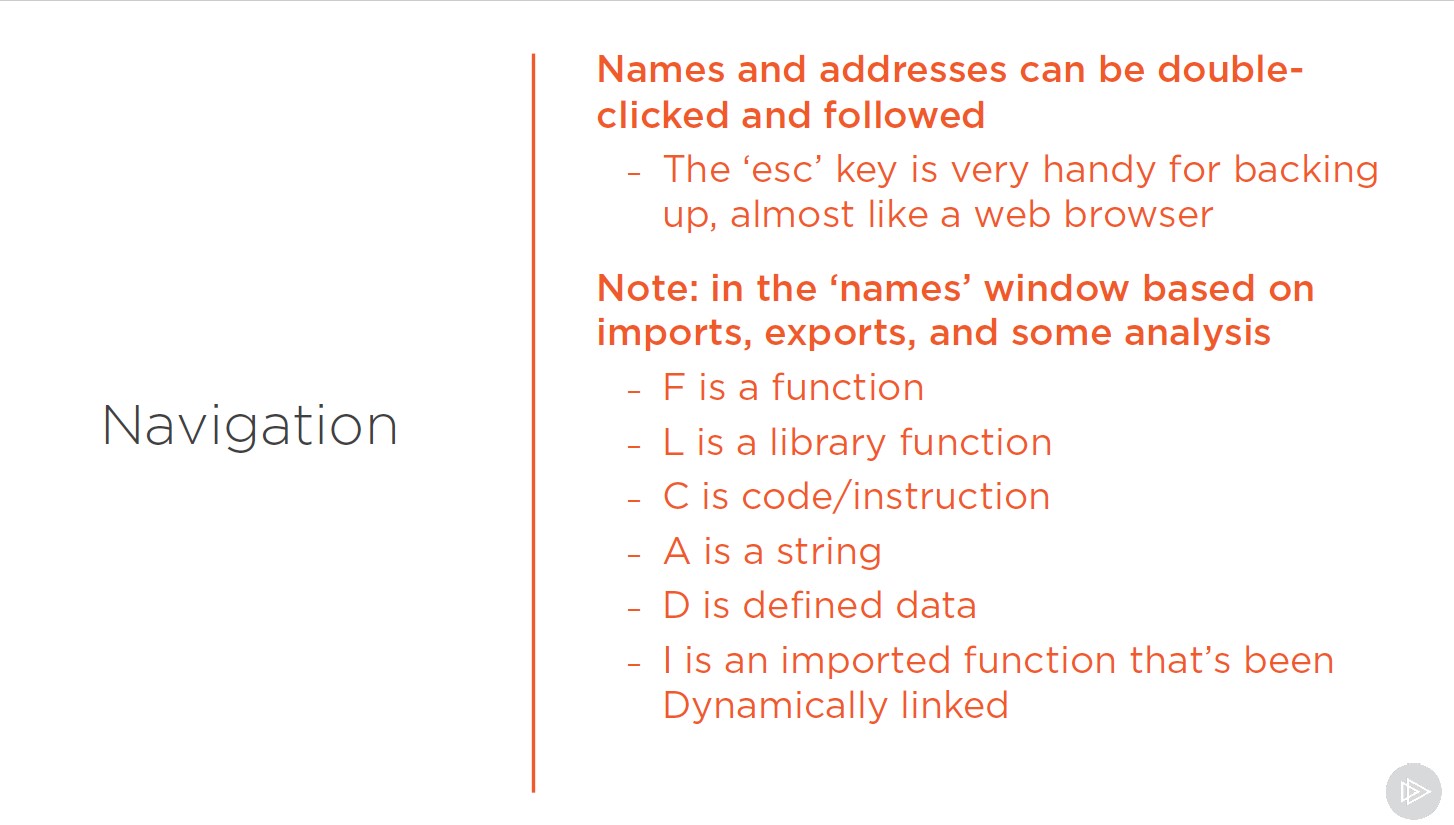 Navigation
Names and addresses can be double-
clicked and followed
– The ‘esc’ key is very handy for backing
up, almost like a web browser
Note: in the ‘names’ window based on
imports, exports, and some analysis
– F is a function
– L is a library function
– C is code/instruction
– A is a string
– D is defined data
– I is an imported function that’s been
Dynamically linked